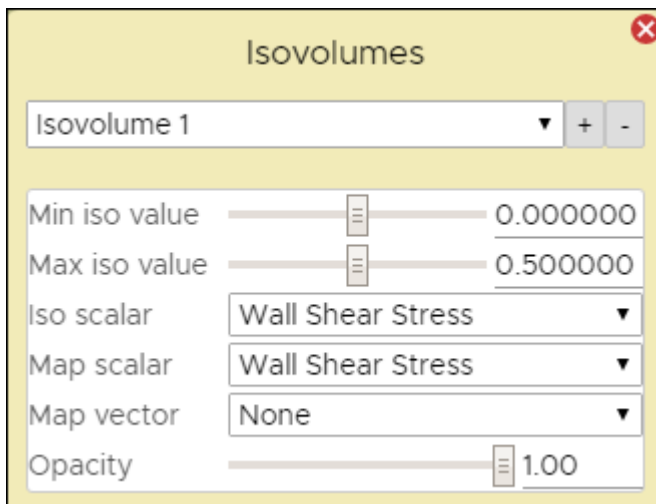 Isovolumes
Isovolume 1 + -
Min iso value 0.000000
Max iso value 0.500000
Iso scalar Wall Shear Stress
Map scalar Wall Shear Stress
Map vector None
Opacity 1.00